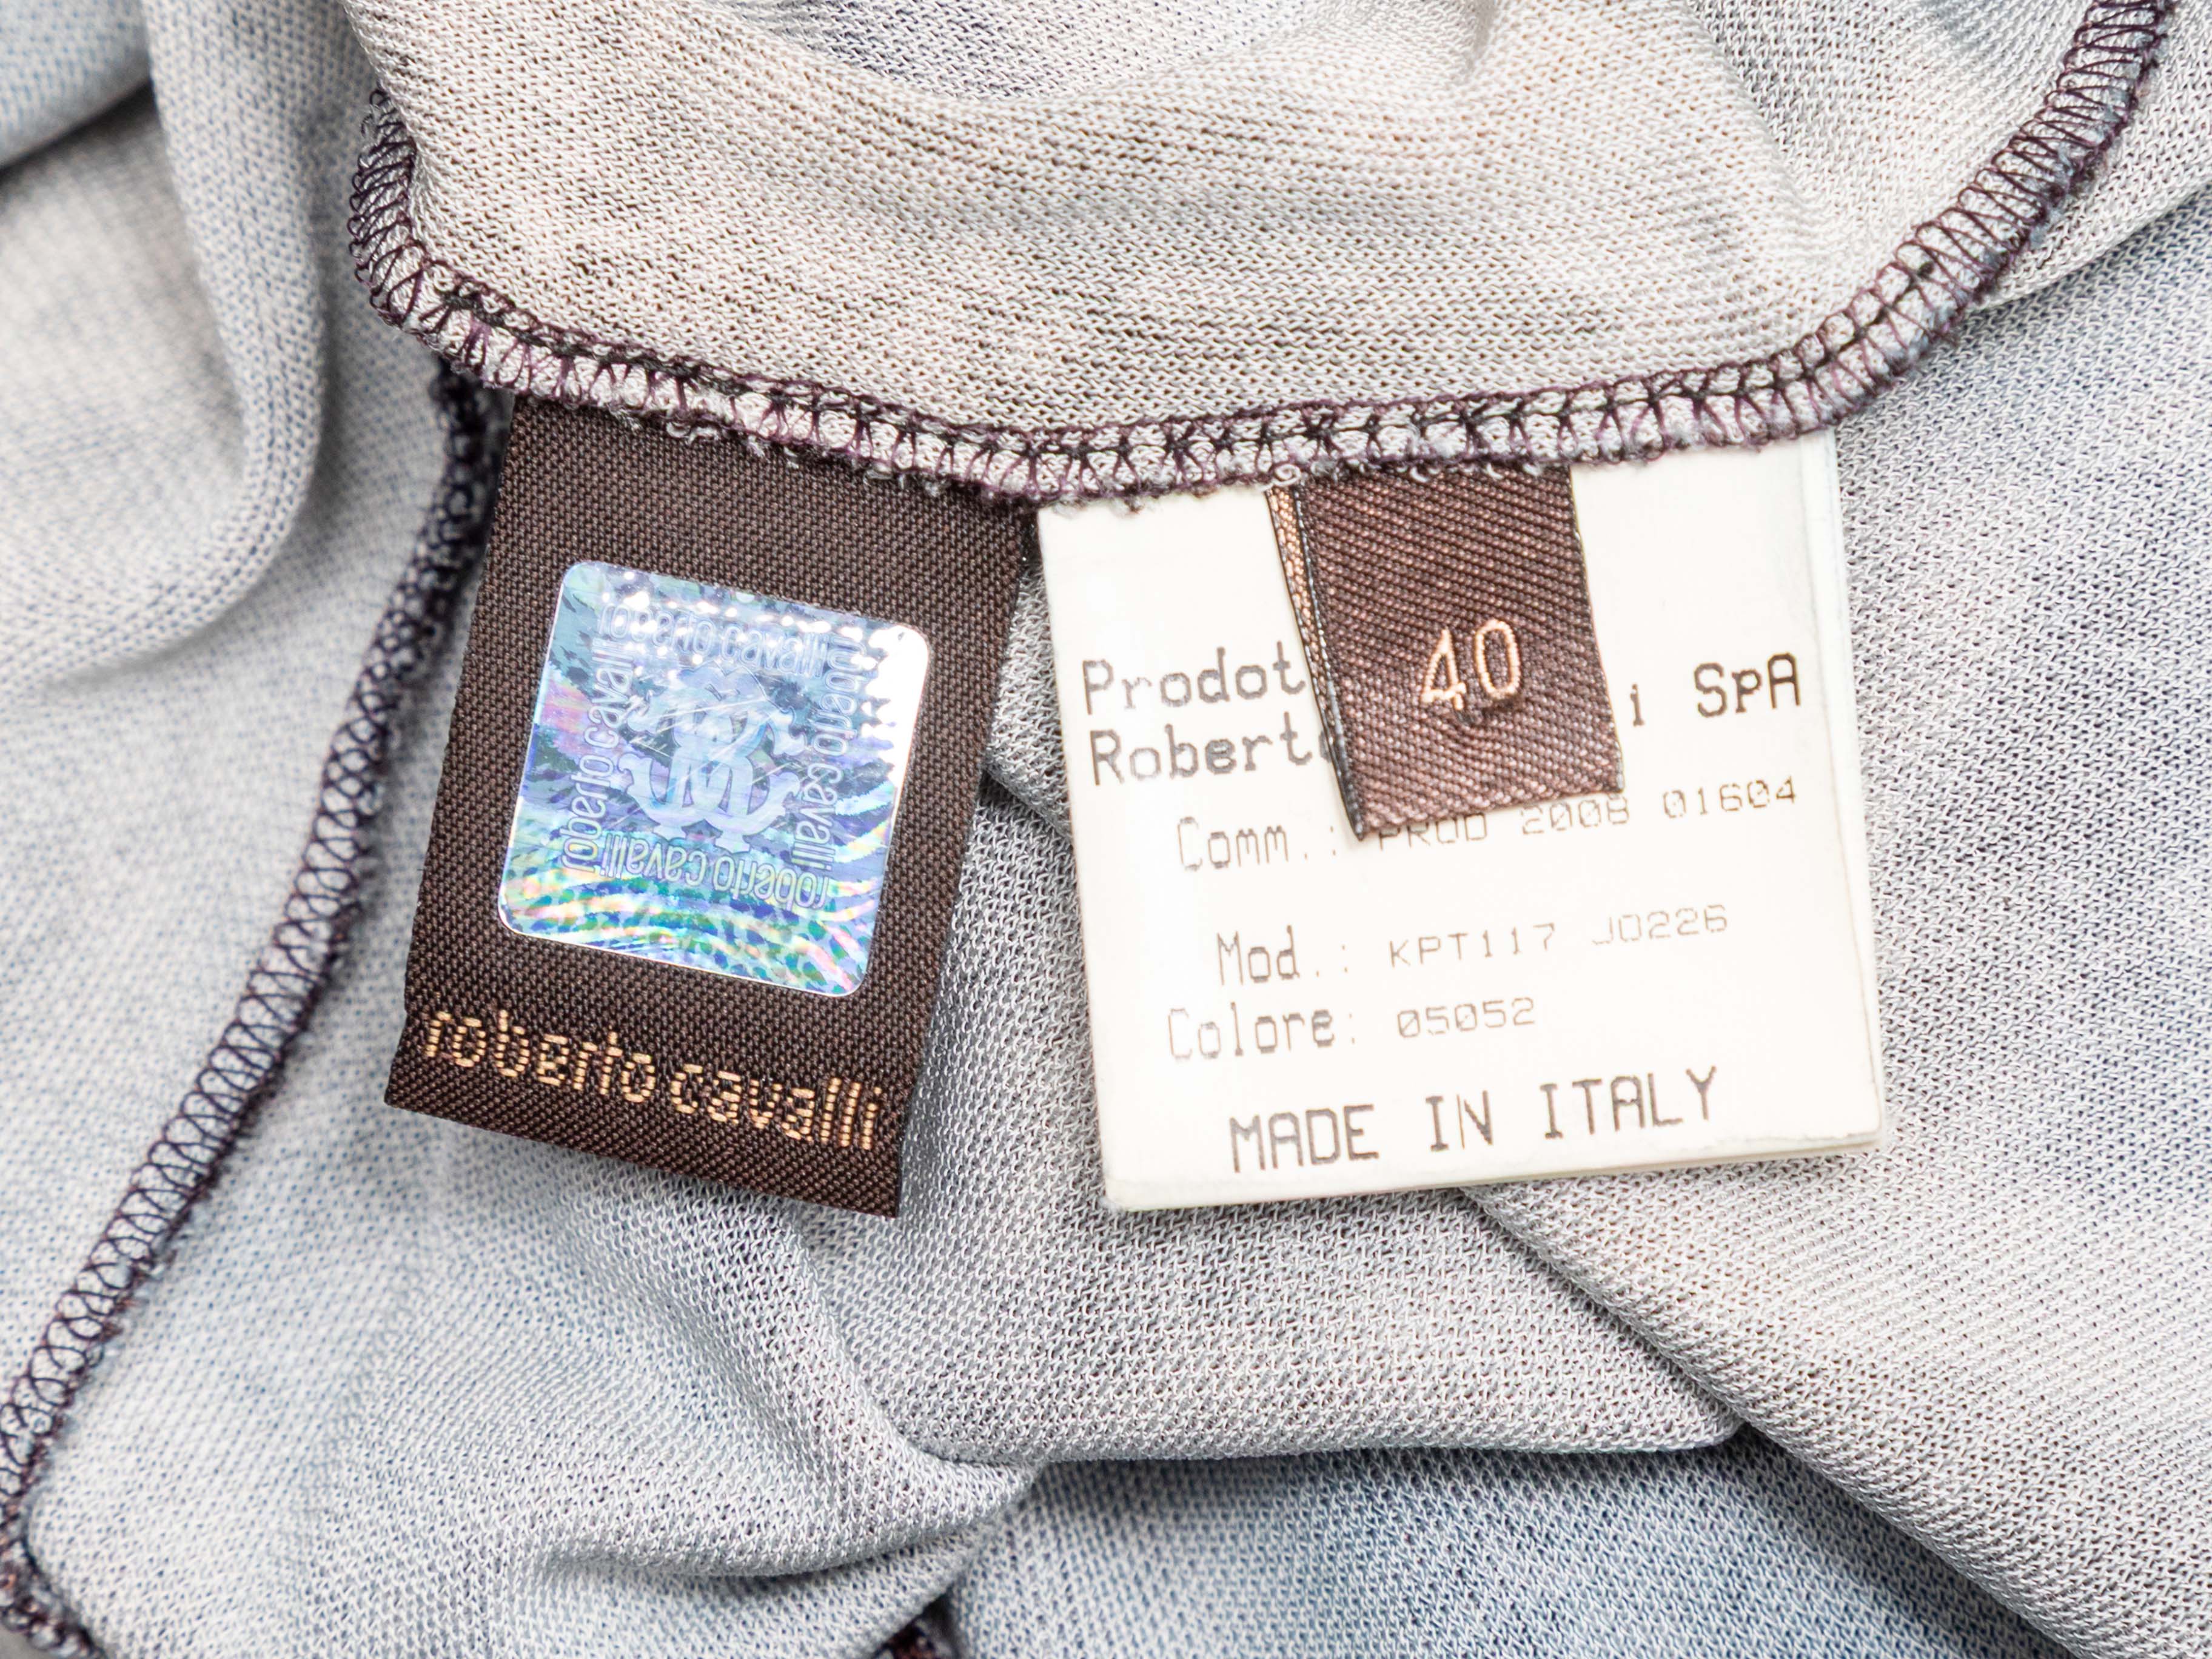 roberto cavalli
roberto cavalli
roberto cavalli
roberto cavalli
roberto cavalli
40
Prodot
Robert i SpA
Comm.: PROD 2008 01604
Mod.: KPT117 J0226
Colore: 05052
MADE IN ITALY